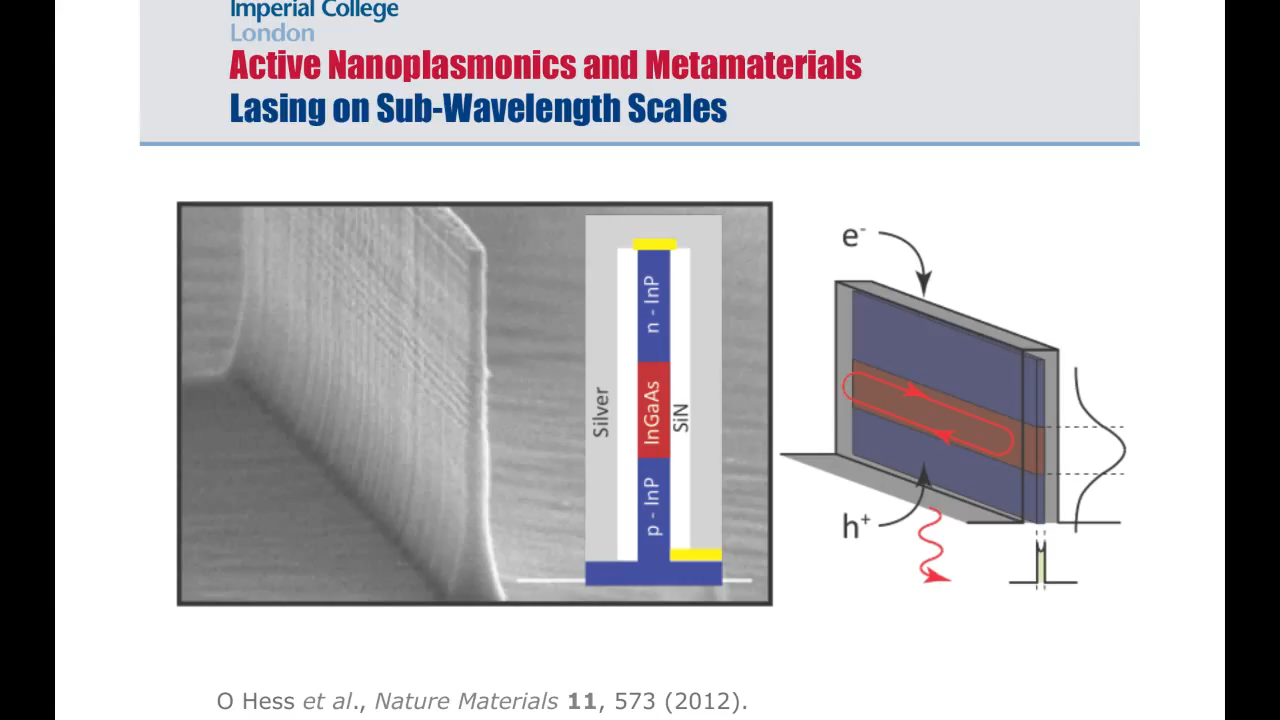 Imperial College
London
Active Nanoplasmonics and Metamaterials
Lasing on Sub-Wavelength Scales
Silver
n - InP
InGaAs
p - InP
SiN
e-
h+
O Hess et al., Nature Materials 11, 573 (2012).